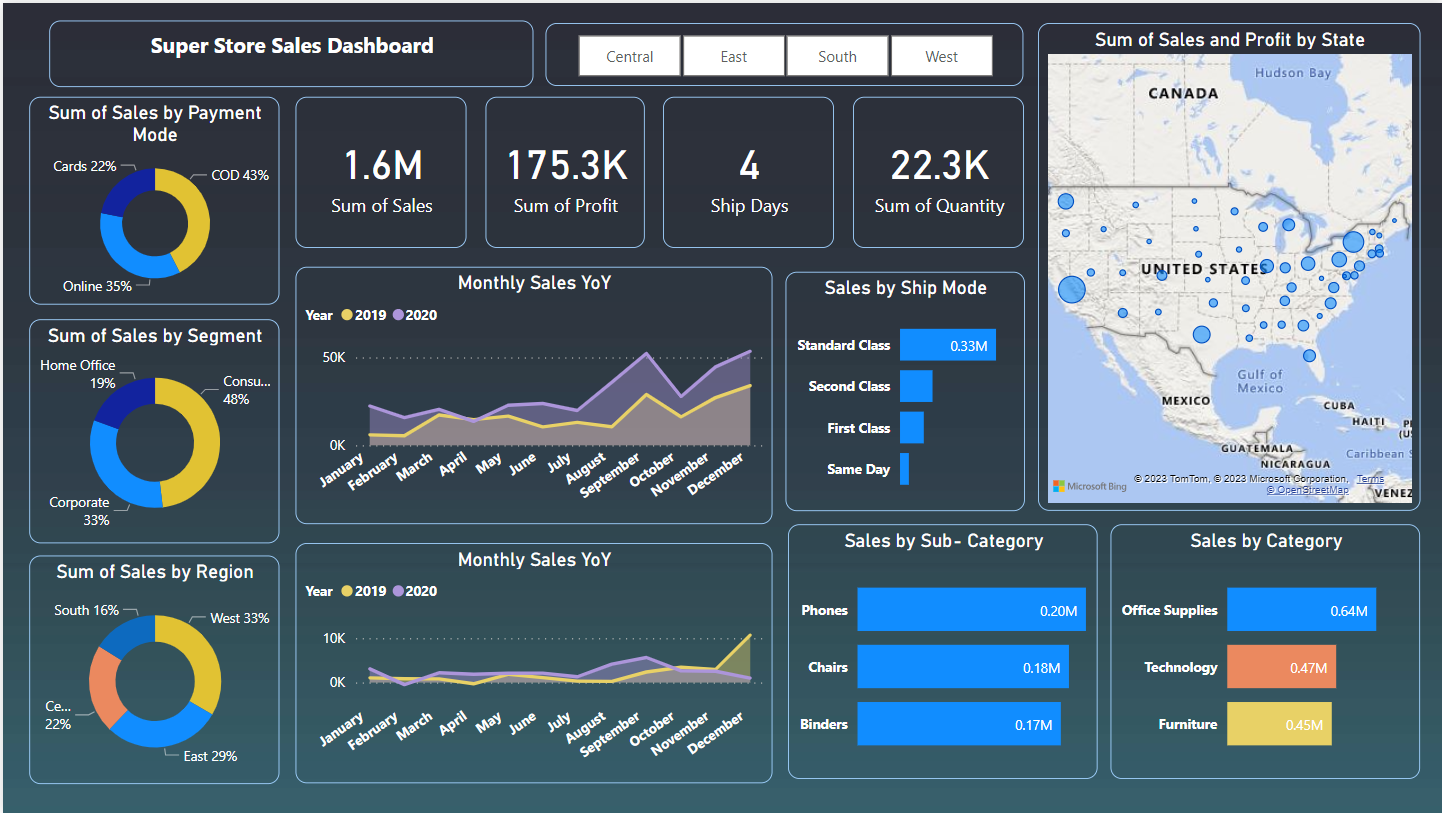 Super Store Sales Dashboard
Central
East
South
West
Sum of Sales and Profit by State
Hudson Bay
CANADA
UNITED STATES
Gulf of
Mexico
MEXICO
CUBA
HAITI
P
(U
GUATEMALA
Caribbean S
NICARAGUA
VENEZ
Microsoft Bing
© 2023 TomTom, © 2023 Microsoft Corporation, Terms
© OpenStreetMap
Sum of Sales by Payment
Mode
Cards 22%
COD 43%
Online 35%
1.6M
Sum of Sales
175.3K
Sum of Profit
4
Ship Days
22.3K
Sum of Quantity
Sum of Sales by Segment
Home Office
19%
Consu...
48%
Corporate
33%
Monthly Sales YoY
Year 2019 2020
50K
0K
January
February
March
April
May
June
July
August
September
October
November
December
Sales by Ship Mode
Standard Class
0.33M
Second Class
First Class
Same Day
Sum of Sales by Region
South 16%
West 33%
Ce...
22%
East 29%
Monthly Sales YoY
Year 2019 2020
10K
0K
January
February
March
April
May
June
July
August
September
October
November
December
Sales by Sub- Category
Phones
0.20M
Chairs
0.18M
Binders
0.17M
Sales by Category
Office Supplies
0.64M
Technology
0.47M
Furniture
0.45M